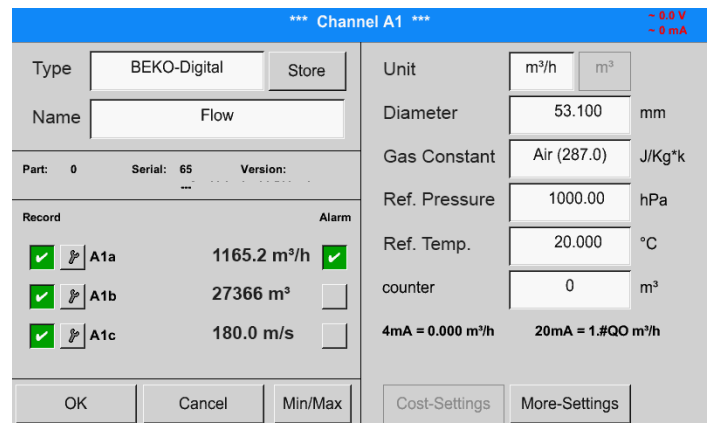 *** Channel A1 ***
~ 0.0 V
~ 0 mA
Type BEKO-Digital Store
Name Flow
Part: 0 Serial: 65 Version:
---
Record Alarm
A1a 1165.2 m³/h
A1b 27366 m³
A1c 180.0 m/s
OK Cancel Min/Max
Unit m³/h m³
Diameter 53.100 mm
Gas Constant Air (287.0) J/Kg*k
Ref. Pressure 1000.00 hPa
Ref. Temp. 20.000 °C
counter 0 m³
4mA = 0.000 m³/h 20mA = 1.#QO m³/h
Cost-Settings More-Settings